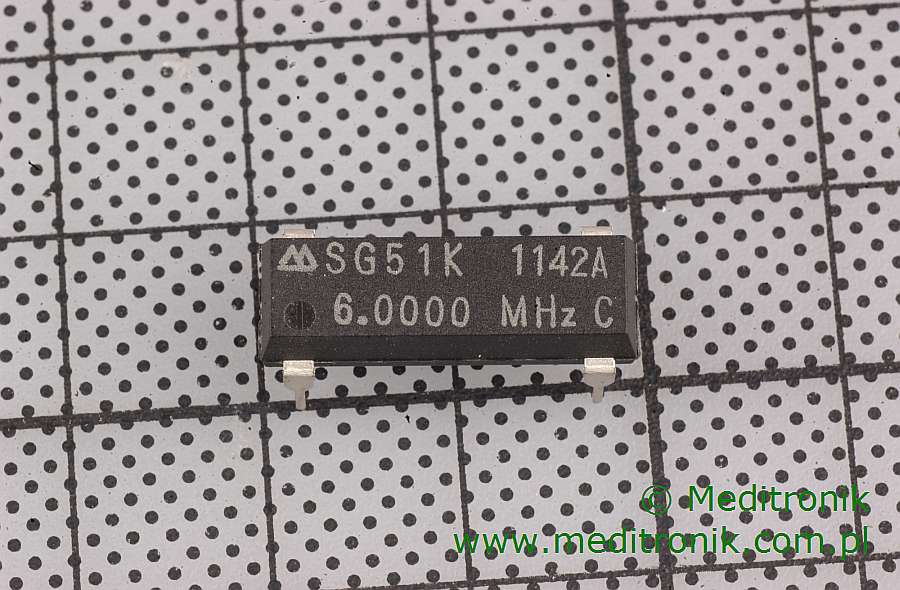 SG51K 1142A
6.0000 MHz C
© Meditronik
www.meditronik.com.pl